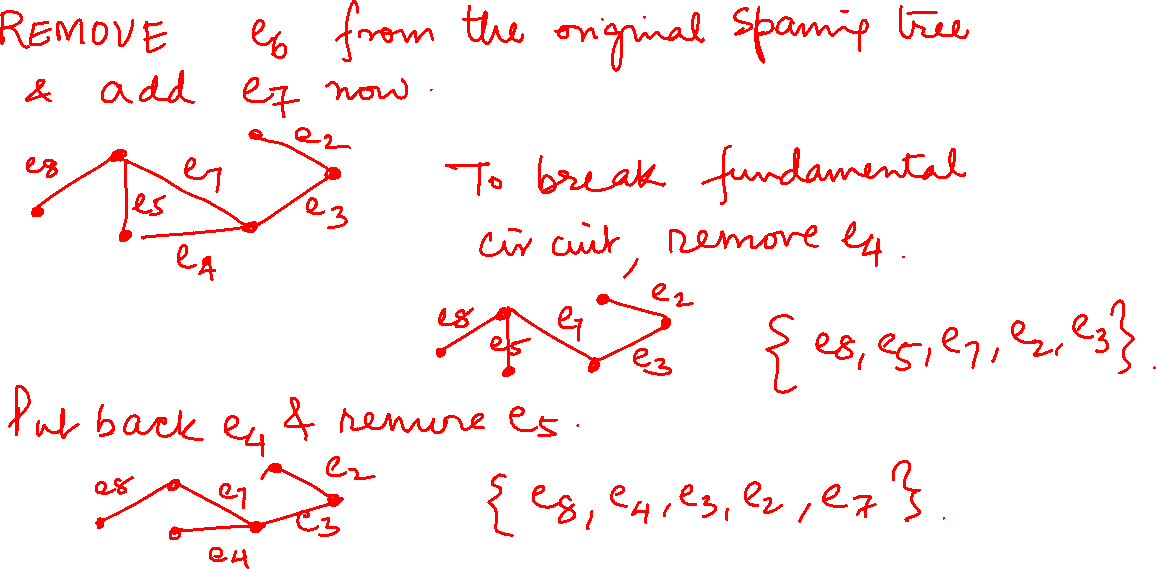 REMOVE e6 from the original spaning tree
& add e7 now.
e2
e8 e7
e5 e3
e4
To break fundamental
circuit, remove e4.
e2
e8 e7
e5 e3
{e8, e5, e7, e2, e3}.
Put back e4 & remove e5.
e2
e8 e7
e3
e4
{e8, e4, e3, e2, e7}.